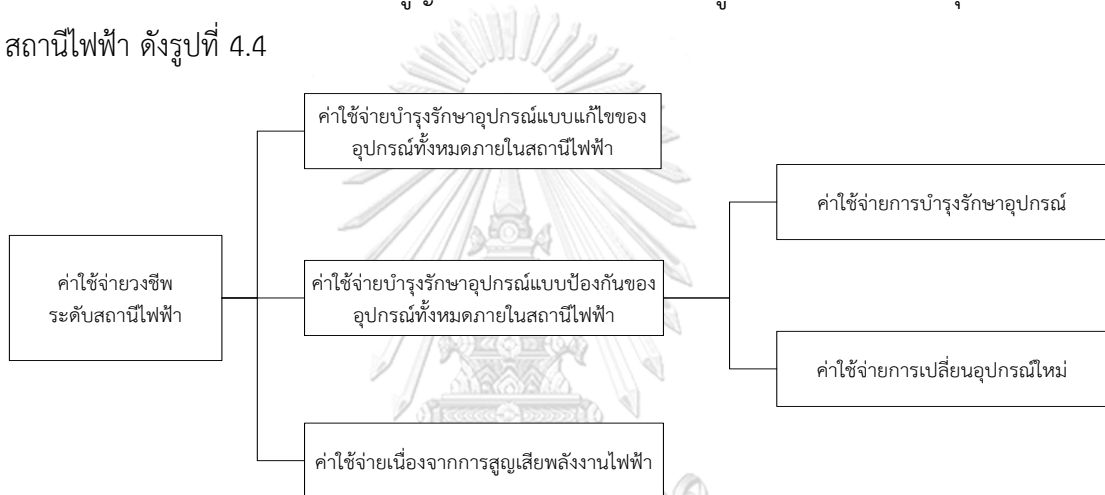 สถานีไฟฟ้า ดังรูปที่ 4.4
ค่าใช้จ่ายบำรุงรักษาอุปกรณ์แบบแก้ไขของ
อุปกรณ์ทั้งหมดภายในสถานีไฟฟ้า
ค่าใช้จ่ายการบำรุงรักษาอุปกรณ์
ค่าใช้จ่ายวงชีพ
ระดับสถานีไฟฟ้า
ค่าใช้จ่ายบำรุงรักษาอุปกรณ์แบบป้องกันของ
อุปกรณ์ทั้งหมดภายในสถานีไฟฟ้า
ค่าใช้จ่ายการเปลี่ยนอุปกรณ์ใหม่
ค่าใช้จ่ายเนื่องจากการสูญเสียพลังงานไฟฟ้า